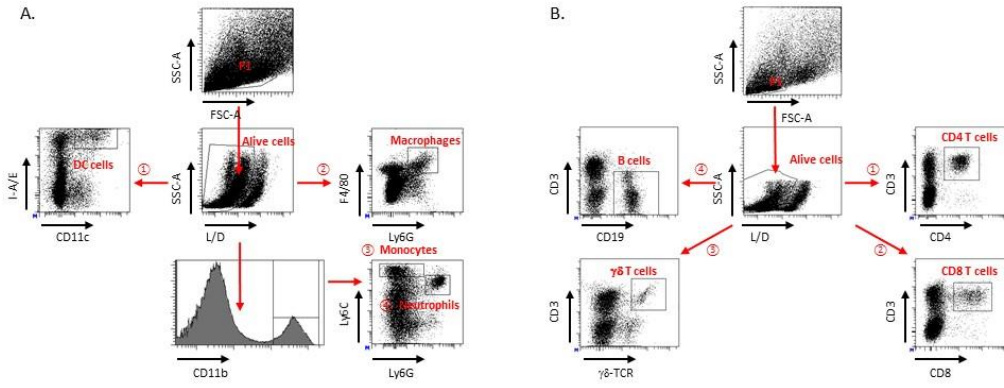 A.
SSC-A
P1
FSC-A
I-A/E
DC cells
CD11c
①
SSC-A
Alive cells
L/D
②
F4/80
Macrophages
Ly6G
CD11b
③ Monocytes
Ly6C
④ Neutrophils
Ly6G
B.
SSC-A
FSC-A
CD3
B cells
CD19
④
SSC-A
Alive cells
L/D
①
CD4 T cells
CD3
CD4
③
γδ T cells
CD3
γδ-TCR
②
CD8 T cells
CD3
CD8